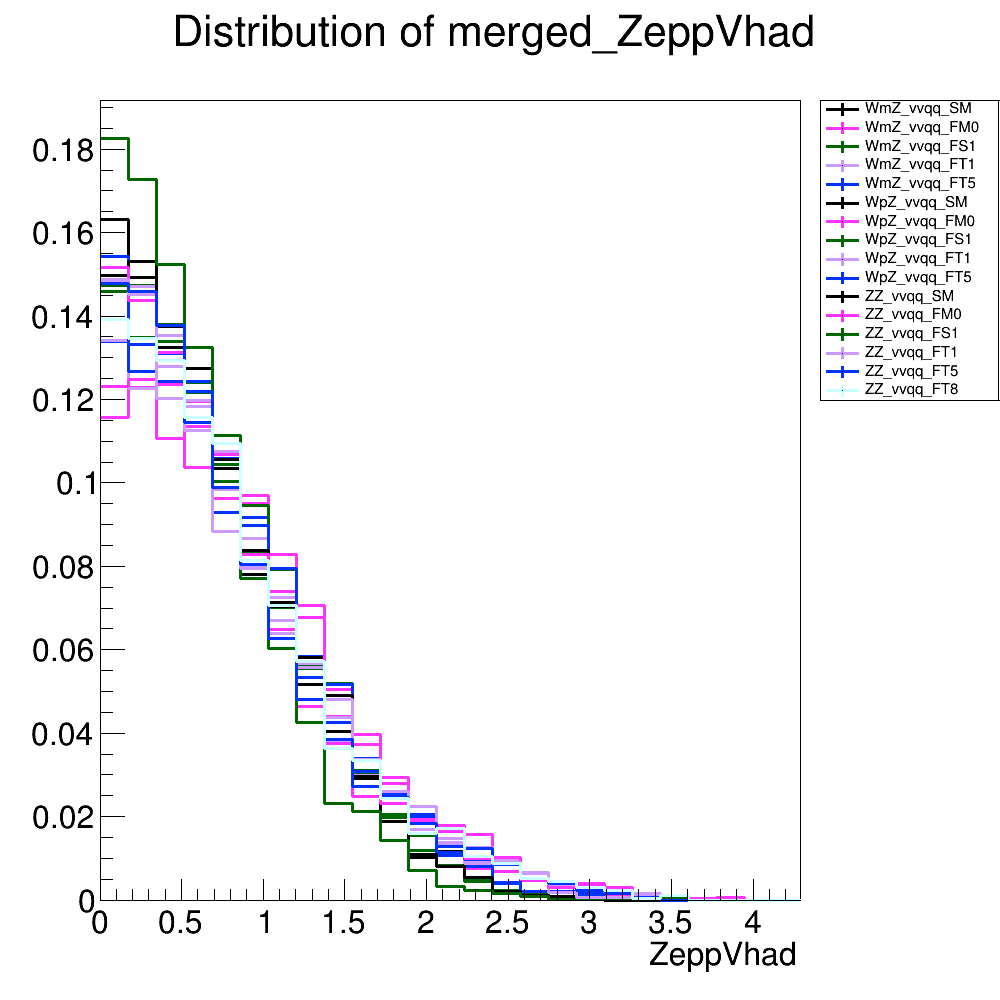 Distribution of merged_ZeppVhad
WmZ_vvqq_SM
WmZ_vvqq_FM0
WmZ_vvqq_FS1
WmZ_vvqq_FT1
WmZ_vvqq_FT5
WpZ_vvqq_SM
WpZ_vvqq_FM0
WpZ_vvqq_FS1
WpZ_vvqq_FT1
WpZ_vvqq_FT5
ZZ_vvqq_SM
ZZ_vvqq_FM0
ZZ_vvqq_FS1
ZZ_vvqq_FT1
ZZ_vvqq_FT5
ZZ_vvqq_FT8
0.18
0.16
0.14
0.12
0.1
0.08
0.06
0.04
0.02
0
0 0.5 1 1.5 2 2.5 3 3.5 4
ZeppVhad